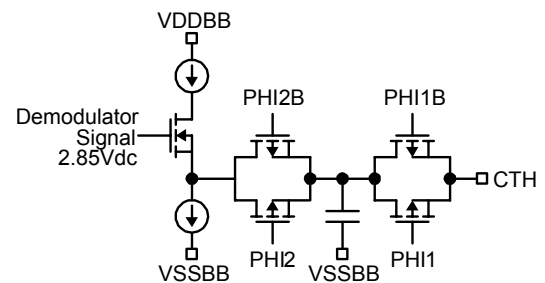 VDDBB
Demodulator
Signal
2.85Vdc
PHI2B
PHI1B
CTH
PHI2
PHI1
VSSBB
VSSBB